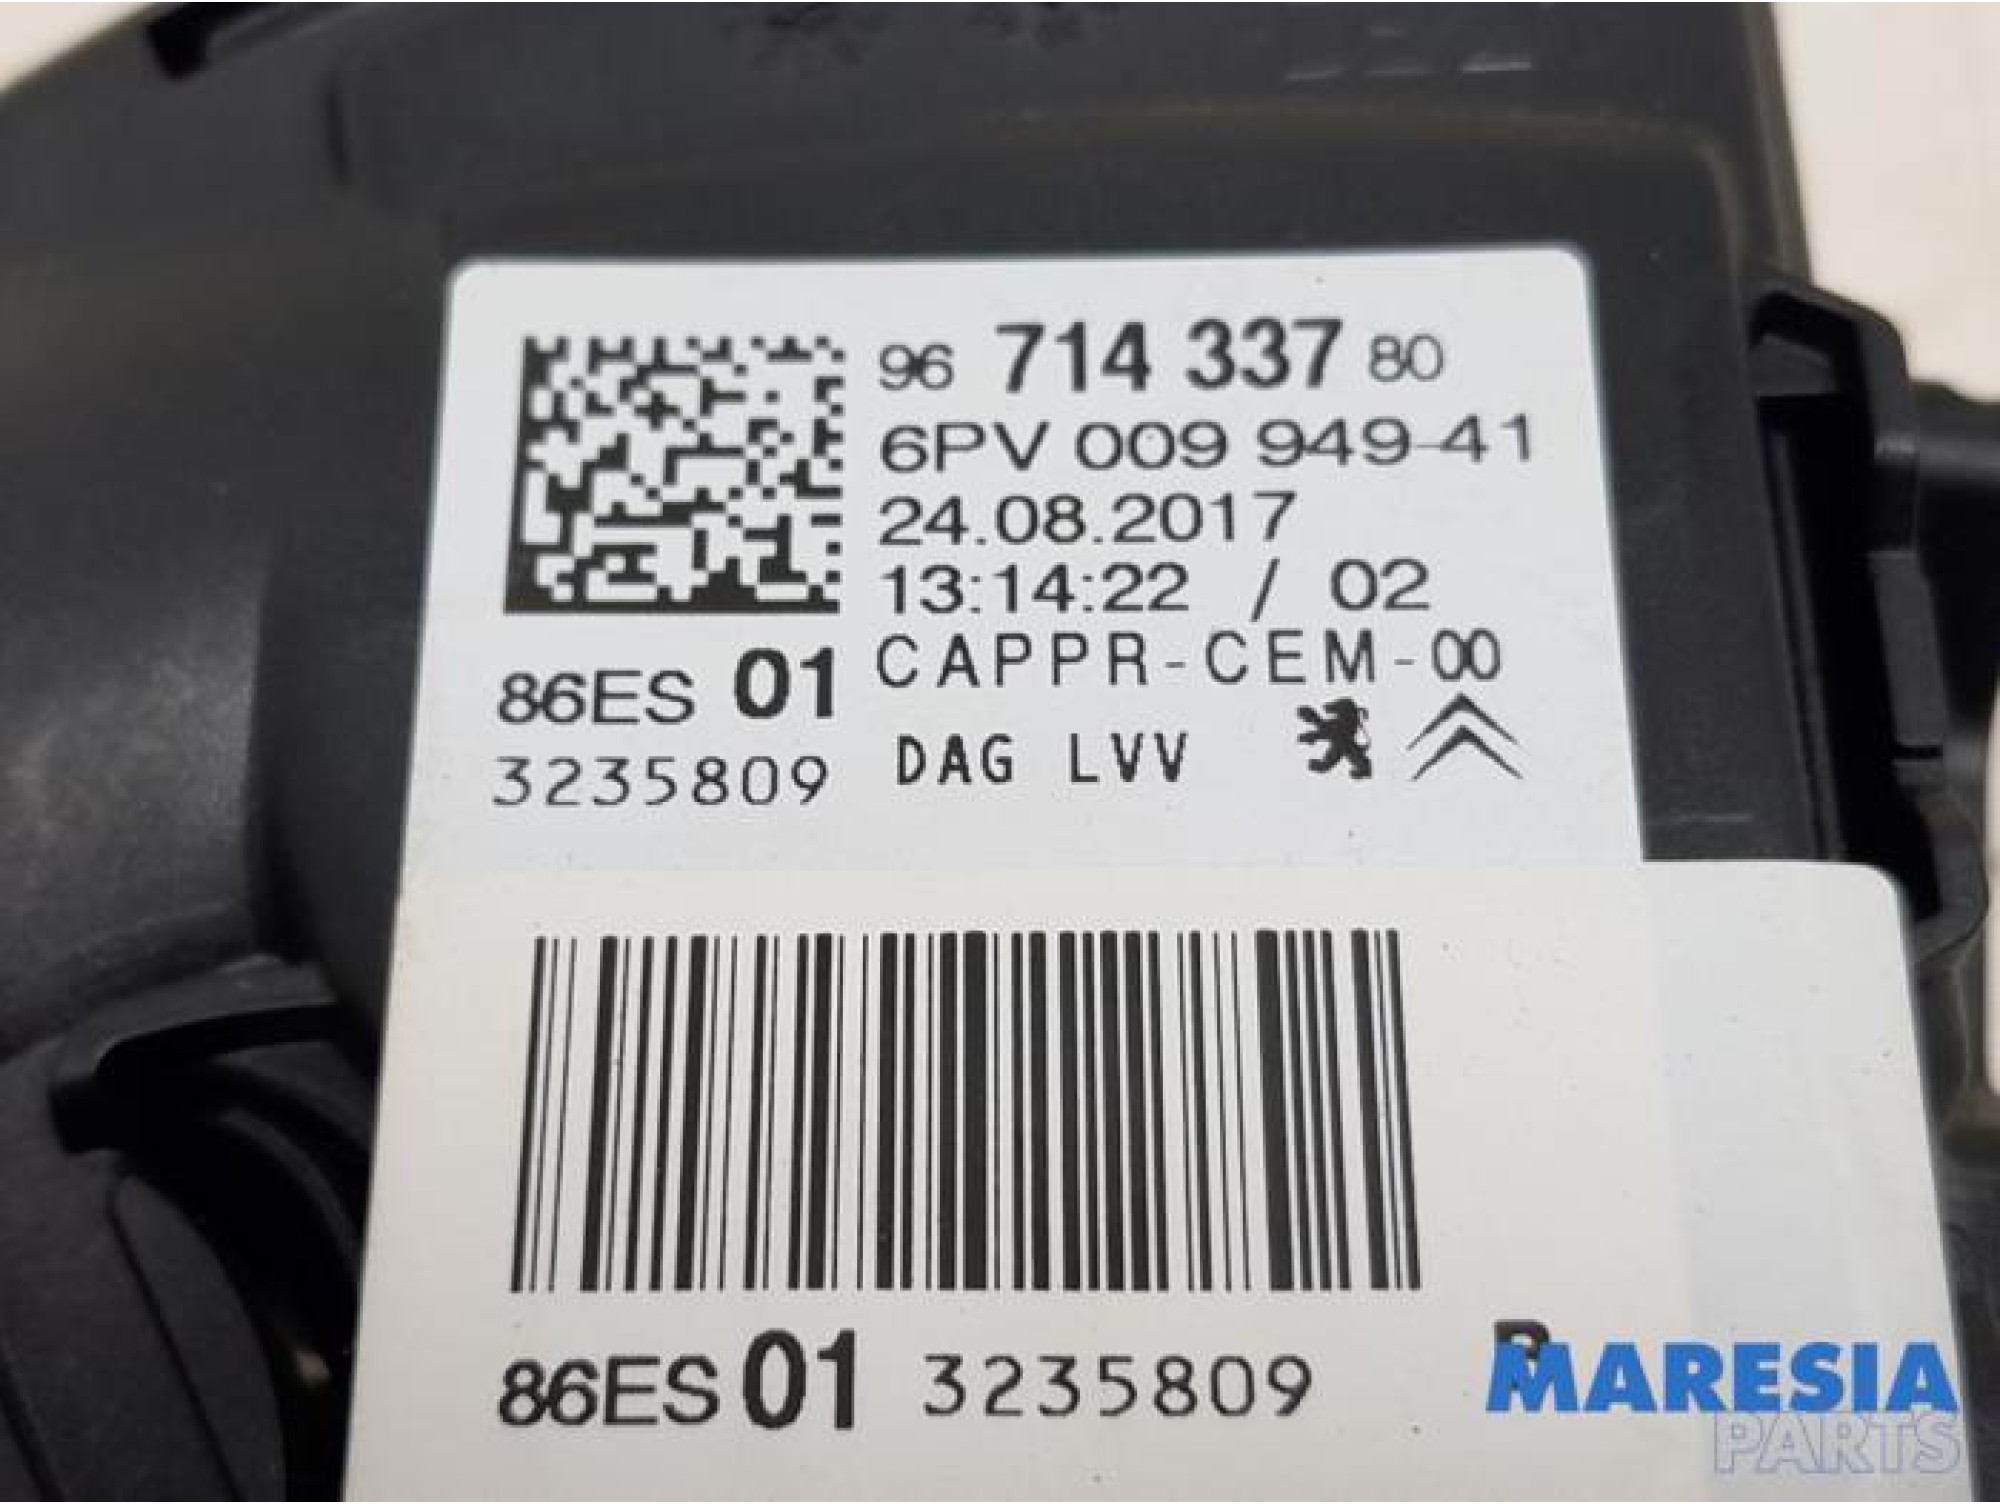 96 714 337 80
6PV 009 949-41
24.08.2017
13:14:22 / 02
CAPPR-CEM-00
86ES 01
3235809
DAG LVV
86ES 01 3235809
R
MARESIA
PARTS